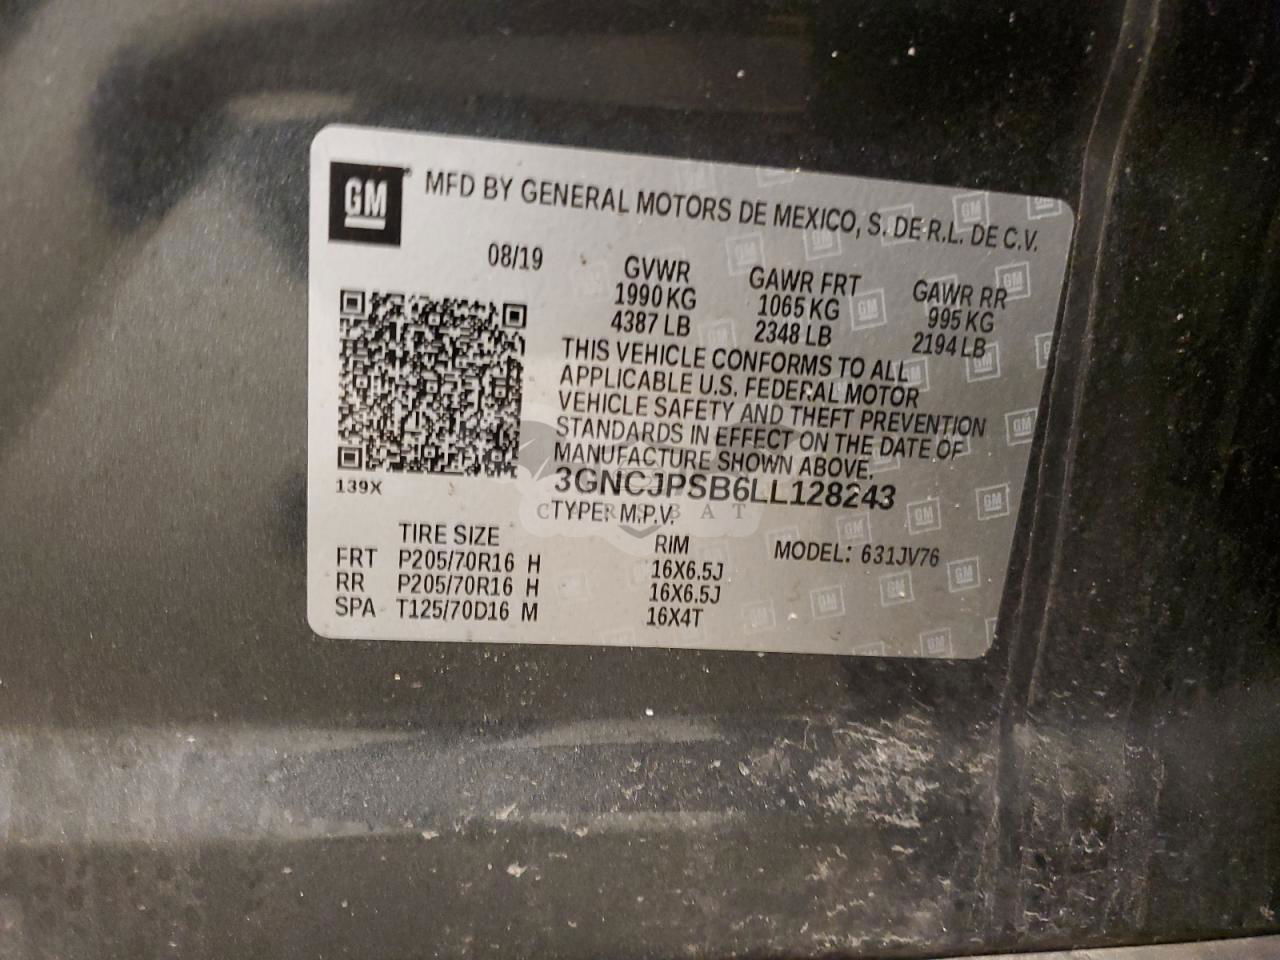 GM
MFD BY GENERAL MOTORS DE MEXICO, S. DE R.L. DE C.V.
08/19
GVWR GAWR FRT GAWR RR
1990 KG 1065 KG 995 KG
4387 LB 2348 LB 2194 LB
THIS VEHICLE CONFORMS TO ALL
APPLICABLE U.S. FEDERAL MOTOR
VEHICLE SAFETY AND THEFT PREVENTION
STANDARDS IN EFFECT ON THE DATE OF
MANUFACTURE SHOWN ABOVE.
3GNCJPSB6LL128243
139X
TYPE: M.P.V.
TIRE SIZE RIM MODEL: 631JV76
FRT P205/70R16 H 16X6.5J
RR P205/70R16 H 16X6.5J
SPA T125/70D16 M 16X4T